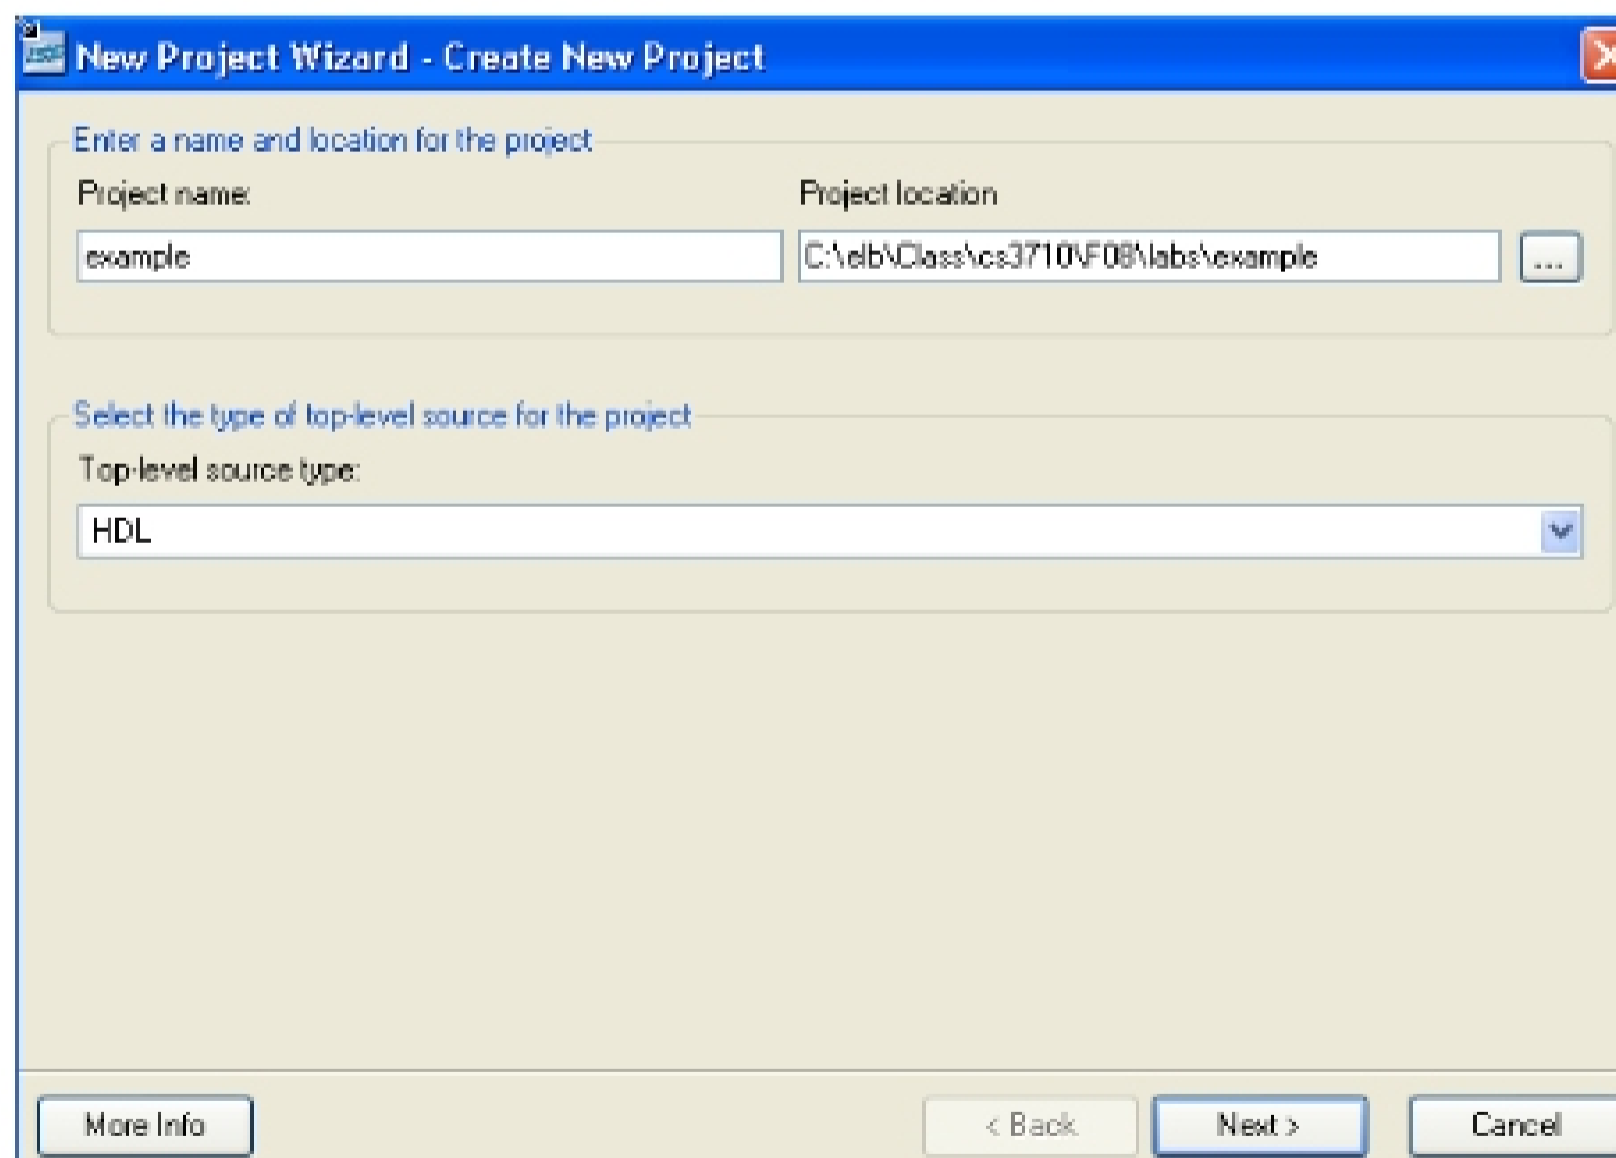 New Project Wizard - Create New Project
Enter a name and location for the project
Project name:
Project location
example
C:\elb\Class\cs3710\F08\labs\example
...
Select the type of top-level source for the project
Top-level source type:
HDL
More Info
< Back
Next >
Cancel